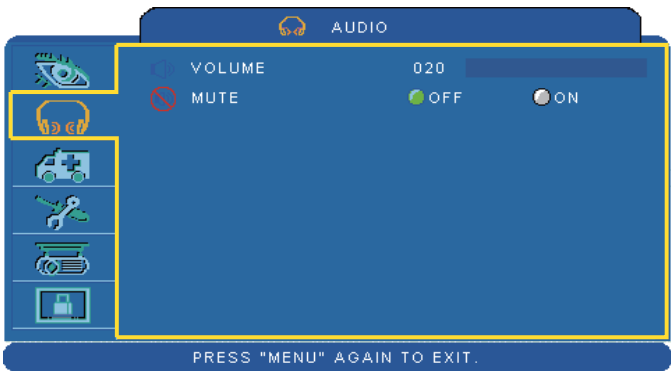 AUDIO
VOLUME 020
MUTE OFF ON
PRESS "MENU" AGAIN TO EXIT.